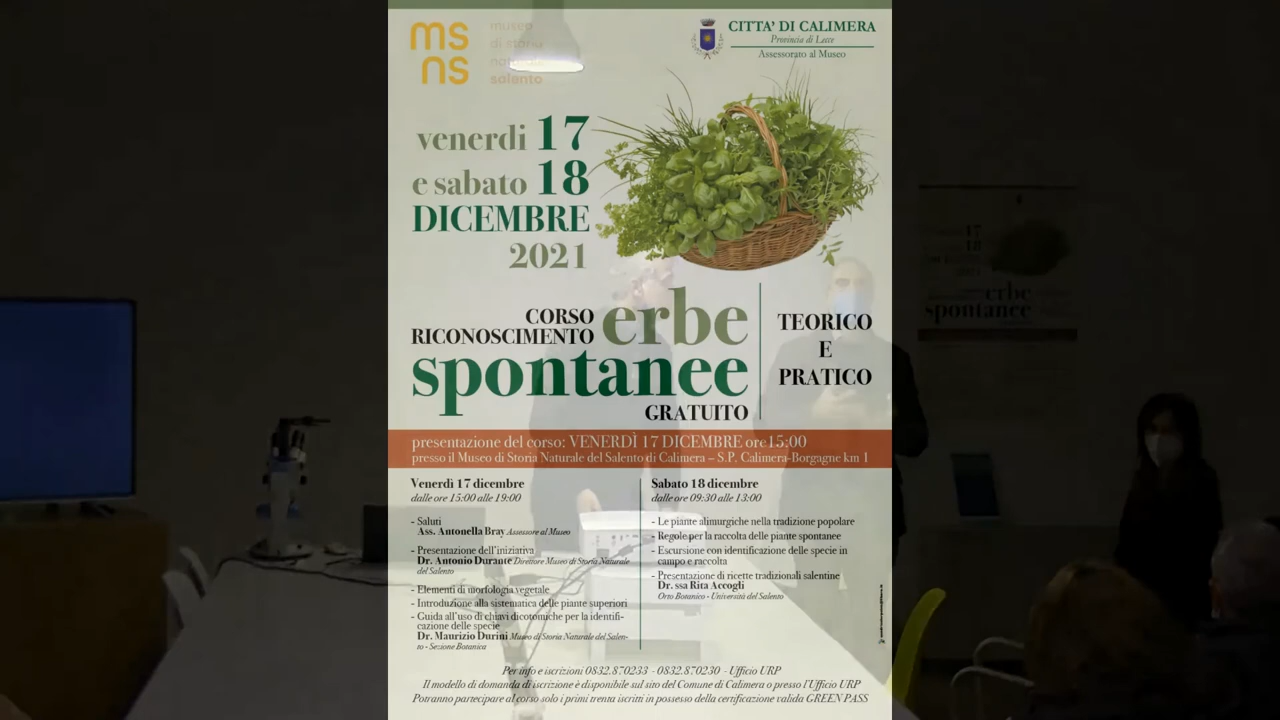 ms
ns
museo
di storia
naturale
salento
CITTA' DI CALIMERA
Provincia di Lecce
Assessorato al Museo
venerdi 17
e sabato 18
DICEMBRE
2021
CORSO
RICONOSCIMENTO
erbe
spontanee
GRATUITO
TEORICO
E
PRATICO
presentazione del corso: VENERDÌ 17 DICEMBRE ore15:00
presso il Museo di Storia Naturale del Salento di Calimera – S.P. Calimera-Borgagne km 1
Venerdì 17 dicembre
dalle ore 15:00 alle 19:00
- Saluti
Ass. Antonella Bray Assessore al Museo
- Presentazione dell'iniziativa
Dr. Antonio Durante Direttore Museo di Storia Naturale
del Salento
- Elementi di morfologia vegetale
- Introduzione alla sistematica delle piante superiori
- Guida all'uso di chiavi dicotomiche per la identifi-
cazione delle specie
Dr. Maurizio Durini Museo di Storia Naturale del Salen-
to - Sezione Botanica
Sabato 18 dicembre
dalle ore 09:30 alle 13:00
- Le piante alimurgiche nella tradizione popolare
- Regole per la raccolta delle piante spontanee
- Escursione con identificazione delle specie in
campo e raccolta
- Presentazione di ricette tradizionali salentine
Dr. ssa Rita Accogli
Orto Botanico - Università del Salento
Per info e iscrizioni 0832.870233 - 0832.870230 - Ufficio URP
Il modello di domanda di iscrizione è disponibile sul sito del Comune di Calimera o presso l'Ufficio URP
Potranno partecipare al corso solo i primi trenta iscritti in possesso della certificazione valida GREEN PASS
17
18
erbe
spontanee